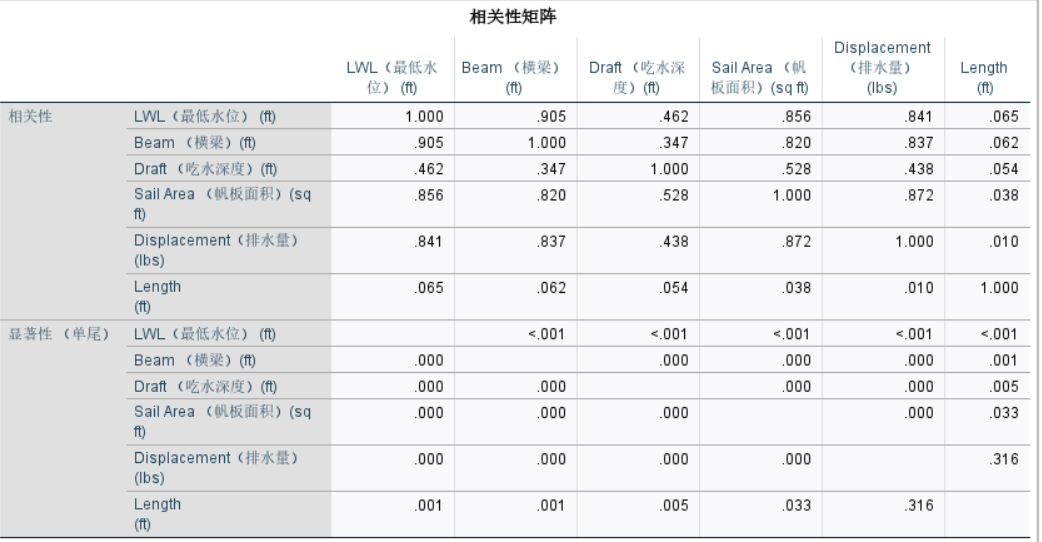 相关性矩阵
LWL（最低水位） (ft) Beam （横梁） (ft) Draft （吃水深度）(ft) Sail Area （帆板面积）(sq ft) Displacement （排水量） (lbs) Length (ft)
相关性 LWL（最低水位） (ft) 1.000 .905 .462 .856 .841 .065
Beam （横梁）(ft) .905 1.000 .347 .820 .837 .062
Draft （吃水深度）(ft) .462 .347 1.000 .528 .438 .054
Sail Area （帆板面积）(sq ft) .856 .820 .528 1.000 .872 .038
Displacement（排水量） (lbs) .841 .837 .438 .872 1.000 .010
Length (ft) .065 .062 .054 .038 .010 1.000
显著性 （单尾） LWL（最低水位） (ft) <.001 <.001 <.001 <.001 <.001
Beam （横梁）(ft) .000 .000 .000 .000 .001
Draft （吃水深度）(ft) .000 .000 .000 .000 .005
Sail Area （帆板面积）(sq ft) .000 .000 .000 .000 .033
Displacement（排水量） (lbs) .000 .000 .000 .000 .316
Length (ft) .001 .001 .005 .033 .316